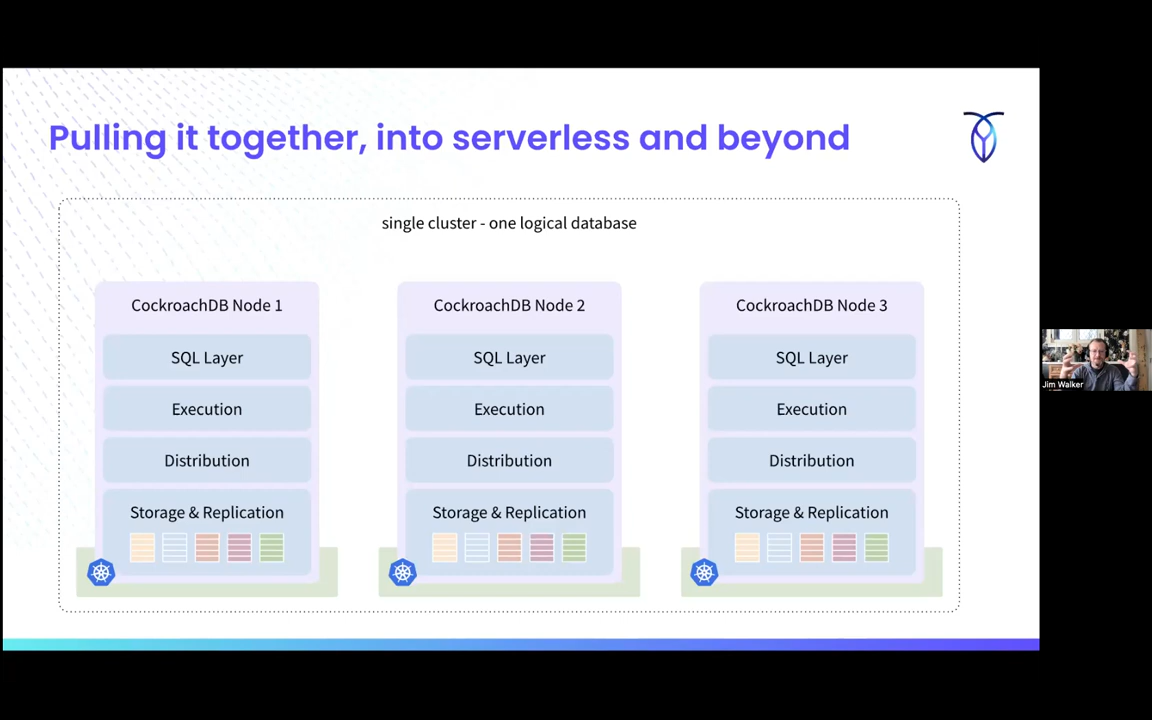 Pulling it together, into serverless and beyond
single cluster - one logical database
CockroachDB Node 1
SQL Layer
Execution
Distribution
Storage & Replication
CockroachDB Node 2
SQL Layer
Execution
Distribution
Storage & Replication
CockroachDB Node 3
SQL Layer
Execution
Distribution
Storage & Replication
Jim Walker